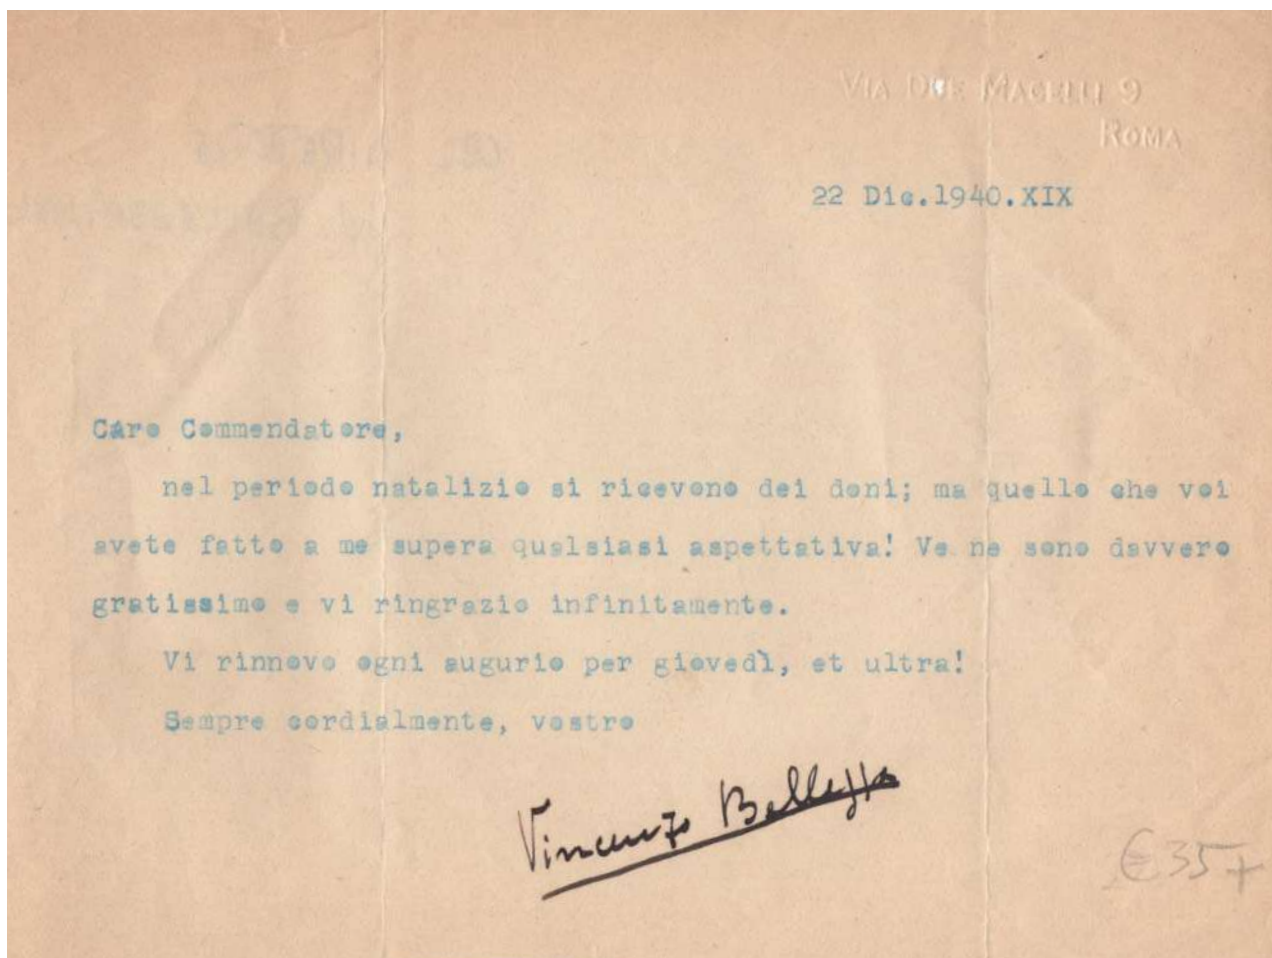 VIA DUE MACELLI 9
ROMA
22 Dic.1940.XIX
Caro Commendatore,
nel periodo natalizio si ricevono dei doni; ma quello che voi
avete fatto a me supera qualsiasi aspettativa! Ve ne sono davvero
gratissimo e vi ringrazio infinitamente.
Vi rinnovo ogni augurio per giovedì, et ultra!
Sempre cordialmente, vostro
Vincenzo Bellezza
€35+